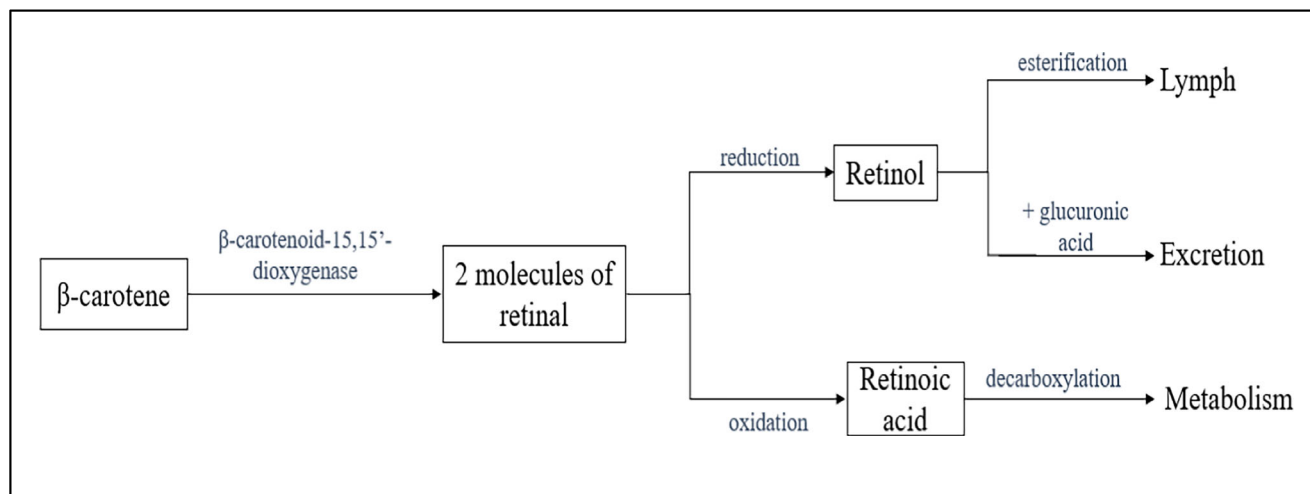 esterification
Lymph
reduction
Retinol
+ glucuronic
acid
Excretion
β-carotenoid-15,15’-
dioxygenase
β-carotene
2 molecules of
retinal
Retinoic
acid
oxidation
decarboxylation
Metabolism